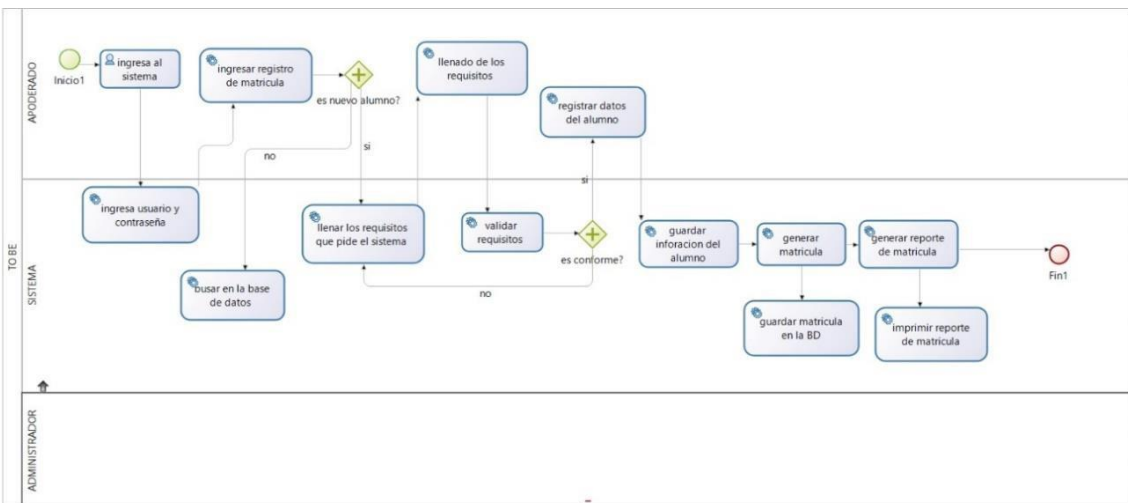 TO BE
APODERADO
Inicio1
ingresa al
sistema
ingresar registro
de matricula
es nuevo alumno?
no
si
llenado de los
requisitos
registrar datos
del alumno
SISTEMA
ingresa usuario y
contraseña
busar en la base
de datos
llenar los requisitos
que pide el sistema
validar
requisitos
si
es conforme?
no
guardar
inforacion del
alumno
generar
matricula
generar reporte
de matricula
Fin1
guardar matricula
en la BD
imprimir reporte
de matricula
ADMINISTRADOR